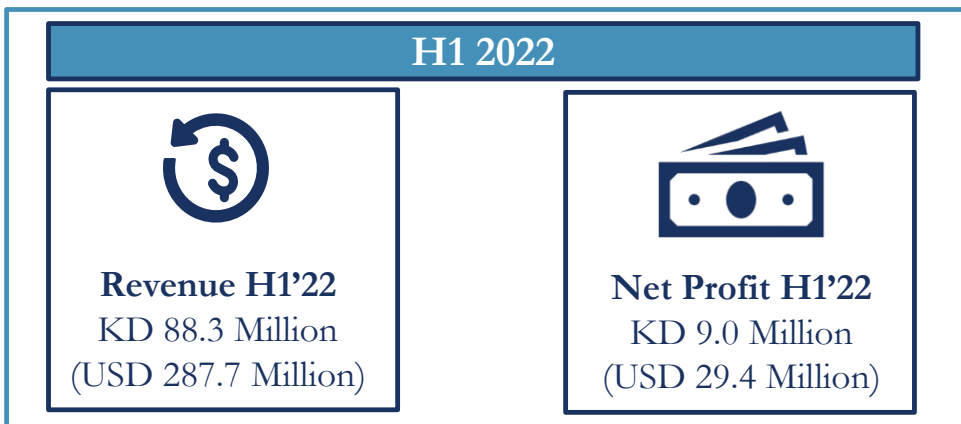 H1 2022
$
Revenue H1’22
KD 88.3 Million
(USD 287.7 Million)
Net Profit H1’22
KD 9.0 Million
(USD 29.4 Million)